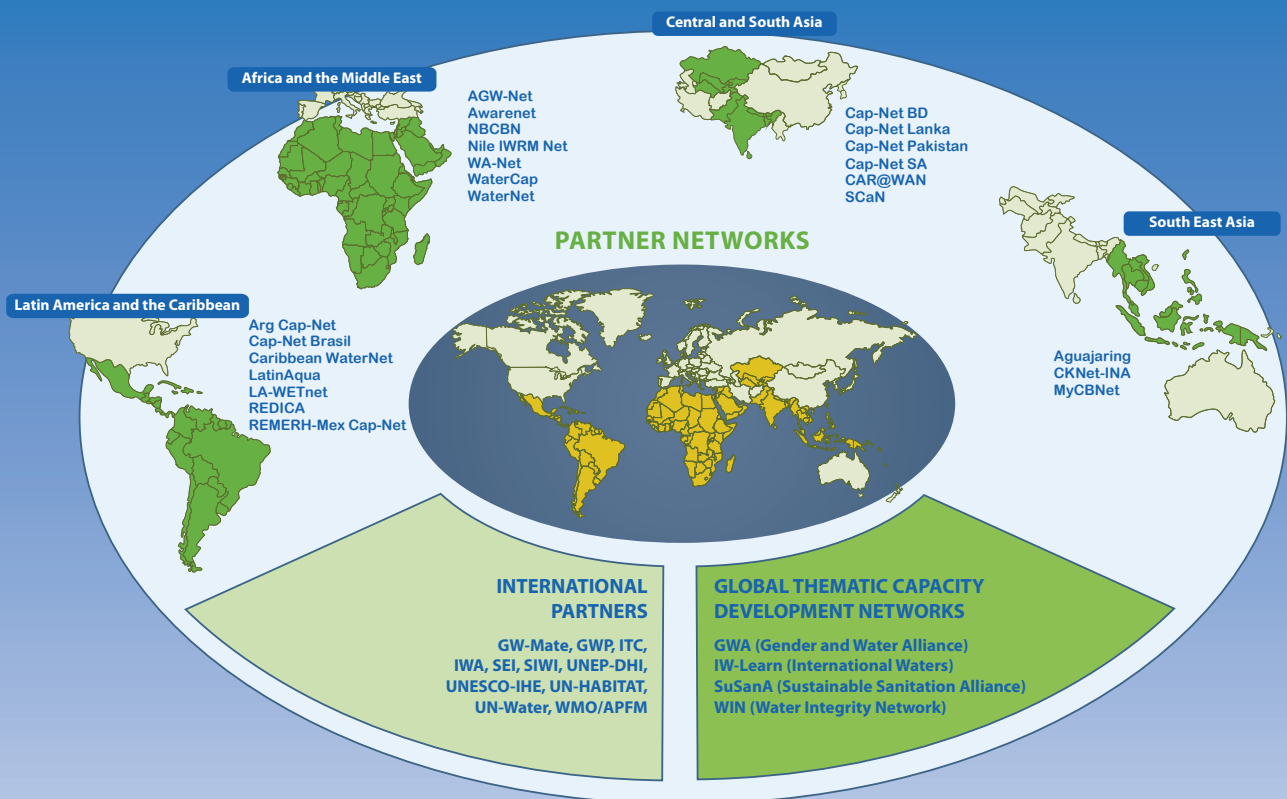 Central and South Asia
Cap-Net BD
Cap-Net Lanka
Cap-Net Pakistan
Cap-Net SA
CAR@WAN
SCaN
Africa and the Middle East
AGW-Net
Awarenet
NBCBN
Nile IWRM Net
WA-Net
WaterCap
WaterNet
South East Asia
Aguajaring
CKNet-INA
MyCBNet
PARTNER NETWORKS
Latin America and the Caribbean
Arg Cap-Net
Cap-Net Brasil
Caribbean WaterNet
LatinAqua
LA-WETnet
REDICA
REMERH-Mex Cap-Net
INTERNATIONAL
PARTNERS
GW-Mate, GWP, ITC,
IWA, SEI, SIWI, UNEP-DHI,
UNESCO-IHE, UN-HABITAT,
UN-Water, WMO/APFM
GLOBAL THEMATIC CAPACITY
DEVELOPMENT NETWORKS
GWA (Gender and Water Alliance)
IW-Learn (International Waters)
SuSanA (Sustainable Sanitation Alliance)
WIN (Water Integrity Network)